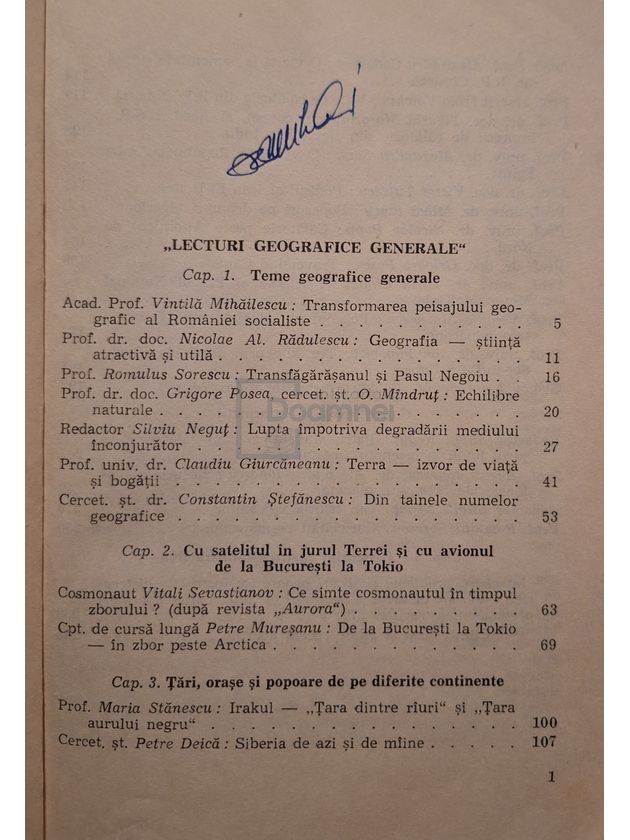 „LECTURI GEOGRAFICE GENERALE“
Cap. 1. Teme geografice generale
Acad. Prof. Vintilă Mihăilescu : Transformarea peisajului geo-
grafic al României socialiste . . . . . . . . . . . 5
Prof. dr. doc. Nicolae Al. Rădulescu : Geografia — știință
atractivă și utilă . . . . . . . . . . . . . . . . 11
Prof. Romulus Sorescu : Transfăgărășanul și Pasul Negoiu . . 16
Prof. dr. doc. Grigore Posea, cercet. șt. O. Mîndruț : Echilibre
naturale . . . . . . . . . . . . . . . . . . 20
Redactor Silviu Neguț : Lupta împotriva degradării mediului
înconjurător . . . . . . . . . . . . . . . . . 27
Prof. univ. dr. Claudiu Giurcăneanu : Terra — izvor de viață
și bogății . . . . . . . . . . . . . . . . . . 41
Cercet. șt. dr. Constantin Ștefănescu : Din tainele numelor
geografice . . . . . . . . . . . . . . . . . . 53
Cap. 2. Cu satelitul în jurul Terrei și cu avionul
de la București la Tokio
Cosmonaut Vitali Sevastianov : Ce simte cosmonautul în timpul
zborului ? (după revista „Aurora“) . . . . . . . . . 63
Cpt. de cursă lungă Petre Mureșanu : De la București la Tokio
— în zbor peste Arctica . . . . . . . . . . . . . 69
Cap. 3. Țări, orașe și popoare de pe diferite continente
Prof. Maria Stănescu : Irakul — „Țara dintre rîuri“ și „Țara
aurului negru“ . . . . . . . . . . . . . . . . 100
Cercet. șt. Petre Deică : Siberia de azi și de mîine . . . . . 107
1
Doamnei